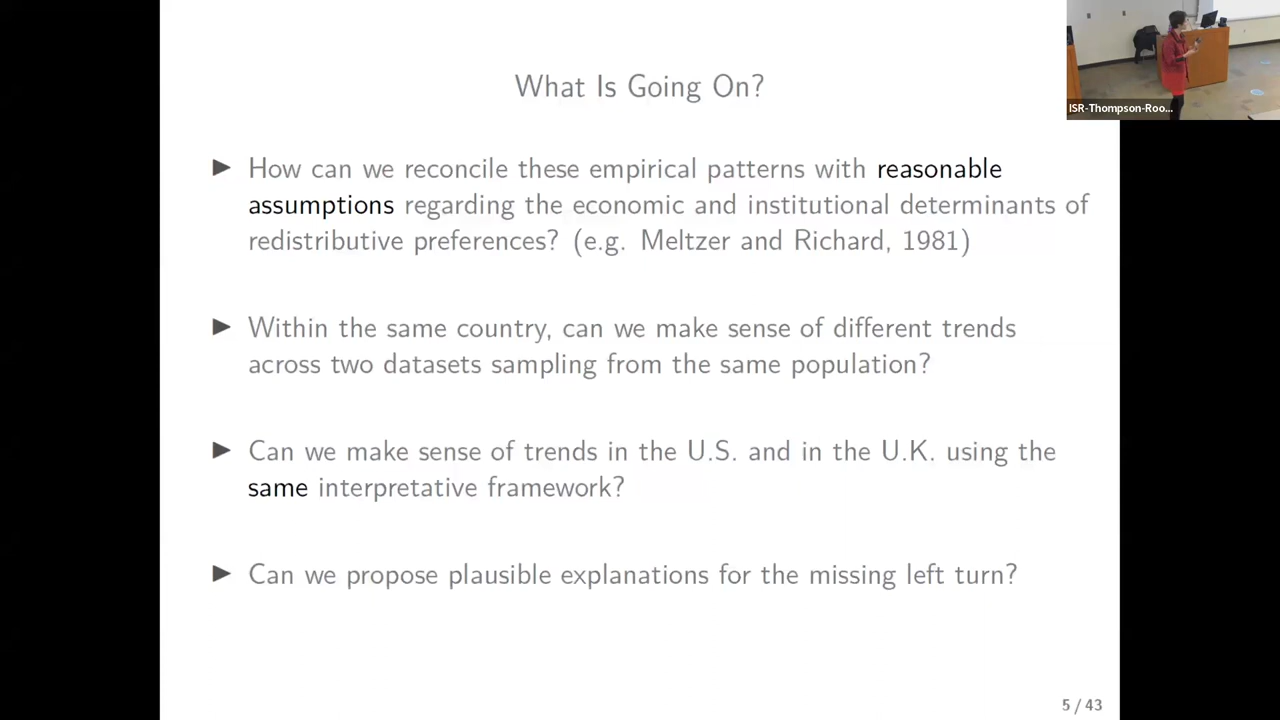 ISR-Thompson-Roo...
What Is Going On?
▶ How can we reconcile these empirical patterns with reasonable
assumptions regarding the economic and institutional determinants of
redistributive preferences? (e.g. Meltzer and Richard, 1981)
▶ Within the same country, can we make sense of different trends
across two datasets sampling from the same population?
▶ Can we make sense of trends in the U.S. and in the U.K. using the
same interpretative framework?
▶ Can we propose plausible explanations for the missing left turn?
5 / 43